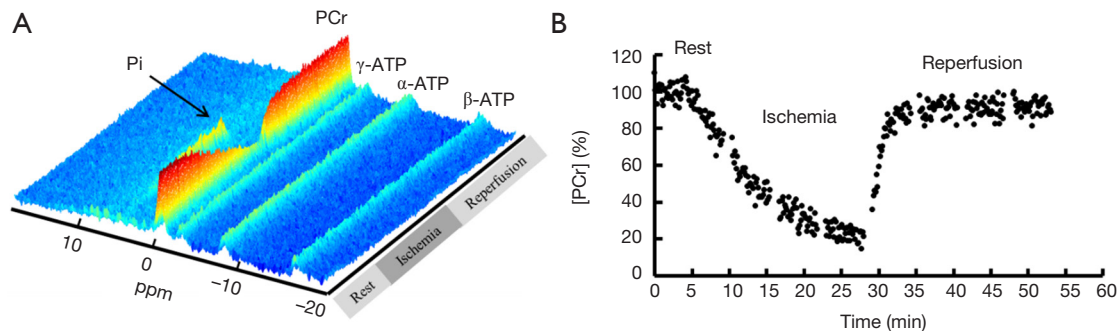 A
PCr
Pi
γ-ATP
α-ATP
β-ATP
10
0
−10
−20
ppm
Rest
Ischemia
Reperfusion
B
120
100
80
60
40
20
0
[PCr] (%)
Rest
Ischemia
Reperfusion
0 5 10 15 20 25 30 35 40 45 50 55 60
Time (min)